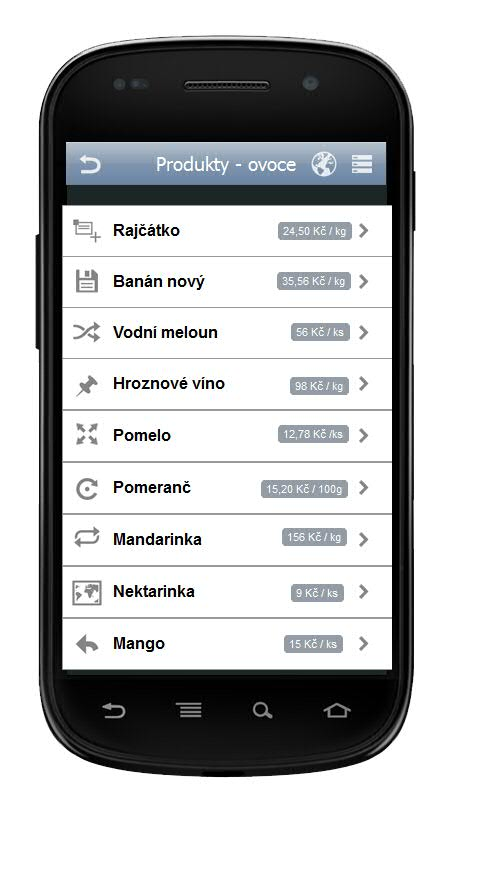 Produkty - ovoce
Rajčátko 24,50 Kč / kg
Banán nový 35,56 Kč / kg
Vodní meloun 56 Kč / ks
Hroznové víno 98 Kč / kg
Pomelo 12,78 Kč /ks
Pomeranč 15,20 Kč / 100g
Mandarinka 156 Kč / kg
Nektarinka 9 Kč / ks
Mango 15 Kč / ks